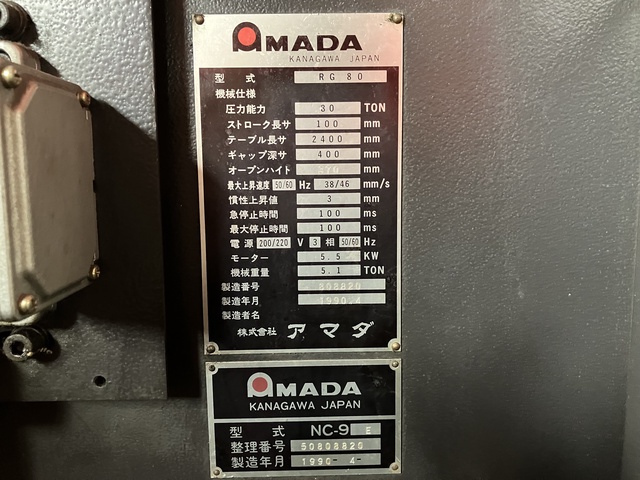 AMADA
KANAGAWA JAPAN
型式 RG 80
機械仕様
圧力能力 30 TON
ストローク長サ 100 mm
テーブル長サ 2400 mm
ギャップ深サ 400 mm
オープンハイト mm
最大上昇速度 50/60 Hz 38/46 mm/s
慣性上昇値 3 mm
急停止時間 100 ms
最大停止時間 100 ms
電源 200/220 V 3 相 50/60 Hz
モーター 5.5 KW
機械重量 5.1 TON
製造番号 808820
製造年月 1990.4
製造者名
株式會社 アマダ
AMADA
KANAGAWA JAPAN
型式 NC-9 E
整理番号 50808820
製造年月 1990-4-